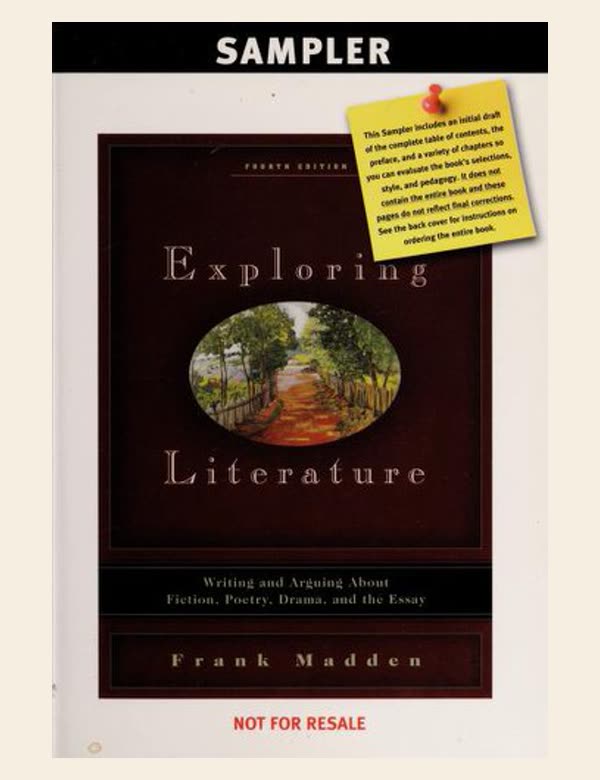 SAMPLER
This Sampler includes an initial draft
of the complete table of contents, the
preface, and a variety of chapters so
you can evaluate the book's selections,
style, and pedagogy. It does not
contain the entire book and these
pages do not reflect final corrections.
See the back cover for instructions on
ordering the entire book.
FOURTH EDITION
Exploring
Literature
Writing and Arguing About
Fiction, Poetry, Drama, and the Essay
Frank Madden
NOT FOR RESALE